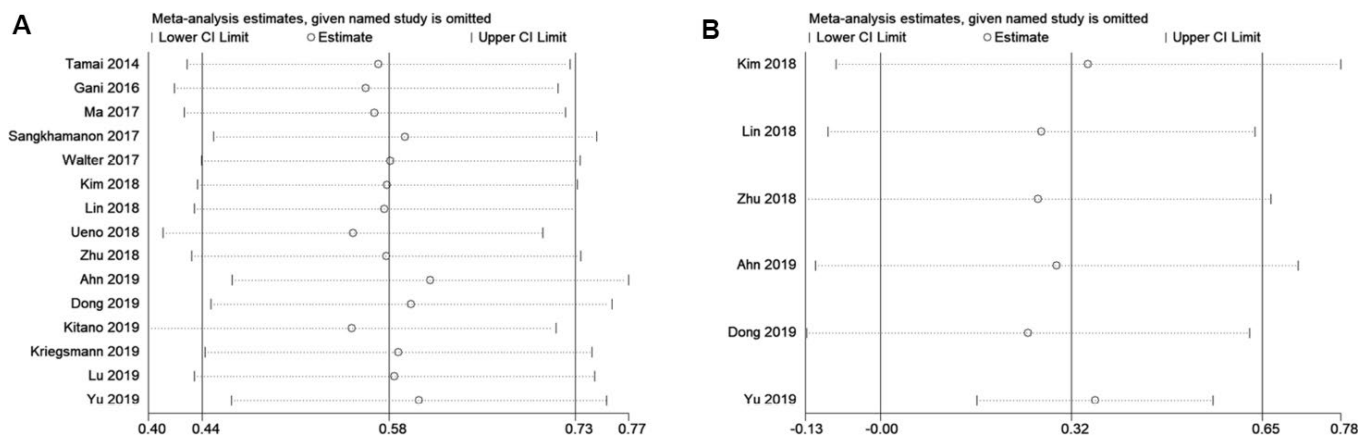 A
Meta-analysis estimates, given named study is omitted
Lower CI Limit Estimate Upper CI Limit
Tamai 2014
Gani 2016
Ma 2017
Sangkhamanon 2017
Walter 2017
Kim 2018
Lin 2018
Ueno 2018
Zhu 2018
Ahn 2019
Dong 2019
Kitano 2019
Kriegsmann 2019
Lu 2019
Yu 2019
0.40 0.44 0.58 0.73 0.77
B
Meta-analysis estimates, given named study is omitted
Lower CI Limit Estimate Upper CI Limit
Kim 2018
Lin 2018
Zhu 2018
Ahn 2019
Dong 2019
Yu 2019
-0.13 -0.00 0.32 0.65 0.78